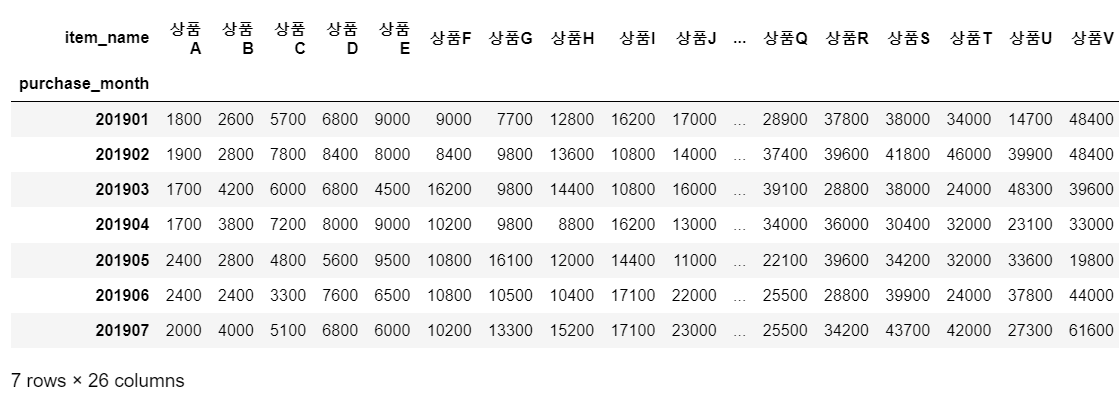 item_name 상품A 상품B 상품C 상품D 상품E 상품F 상품G 상품H 상품I 상품J ... 상품Q 상품R 상품S 상품T 상품U 상품V
purchase_month
201901 1800 2600 5700 6800 9000 9000 7700 12800 16200 17000 ... 28900 37800 38000 34000 14700 48400
201902 1900 2800 7800 8400 8000 8400 9800 13600 10800 14000 ... 37400 39600 41800 46000 39900 48400
201903 1700 4200 6000 6800 4500 16200 9800 14400 10800 16000 ... 39100 28800 38000 24000 48300 39600
201904 1700 3800 7200 8000 9000 10200 9800 8800 16200 13000 ... 34000 36000 30400 32000 23100 33000
201905 2400 2800 4800 5600 9500 10800 16100 12000 14400 11000 ... 22100 39600 34200 32000 33600 19800
201906 2400 2400 3300 7600 6500 10800 10500 10400 17100 22000 ... 25500 28800 39900 24000 37800 44000
201907 2000 4000 5100 6800 6000 10200 13300 15200 17100 23000 ... 25500 34200 43700 42000 27300 61600
7 rows × 26 columns